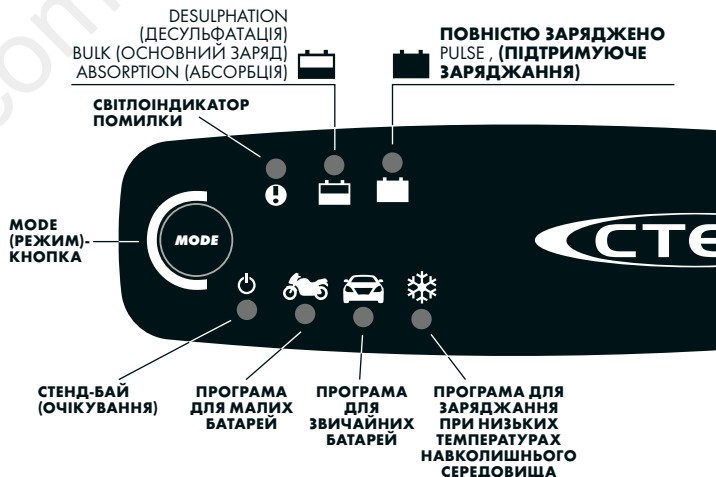 DESULPHATION
(ДЕСУЛЬФАТАЦІЯ)
BULK (ОСНОВНИЙ ЗАРЯД)
ABSORPTION (АБСОРБЦІЯ)
ПОВНІСТЮ ЗАРЯДЖЕНО
PULSE , (ПІДТРИМУЮЧЕ
ЗАРЯДЖАННЯ)
СВІТЛОІНДИКАТОР
ПОМИЛКИ
MODE
(РЕЖИМ)-
КНОПКА
MODE
CTE
СТЕНД-БАЙ
(ОЧІКУВАННЯ)
ПРОГРАМА
ДЛЯ МАЛИХ
БАТАРЕЙ
ПРОГРАМА
ДЛЯ
ЗВИЧАЙНИХ
БАТАРЕЙ
ПРОГРАМА ДЛЯ
ЗАРЯДЖАННЯ
ПРИ НИЗЬКИХ
ТЕМПЕРАТУРАХ
НАВКОЛИШНЬОГО
СЕРЕДОВИЩА